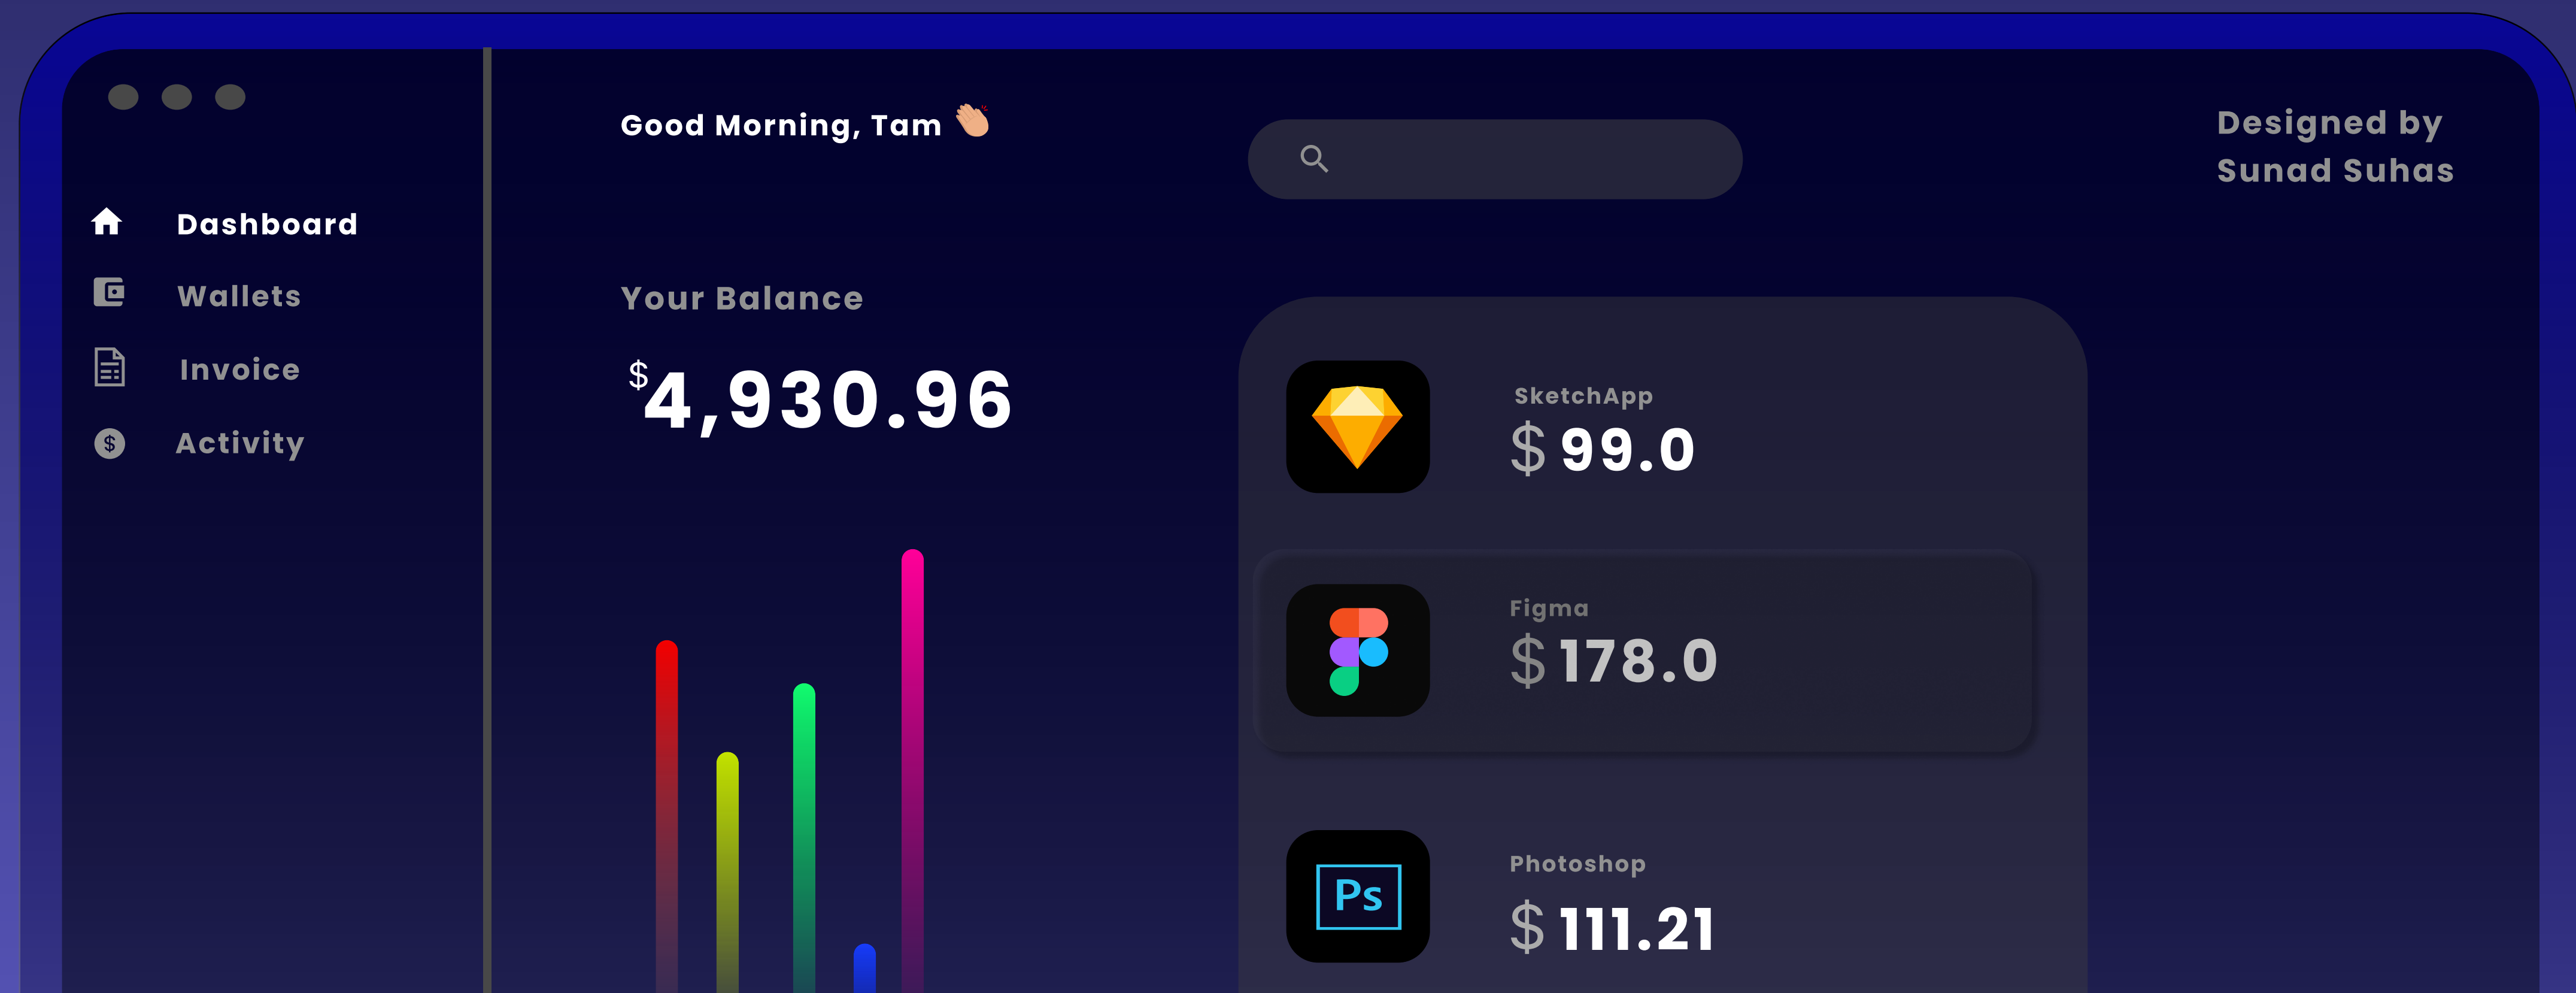 Good Morning, Tam
Designed by
Sunad Suhas
Dashboard
Wallets
Invoice
$ Activity
Your Balance
$4,930.96
SketchApp
$ 99.0
Figma
$ 178.0
Ps
Photoshop
$ 111.21